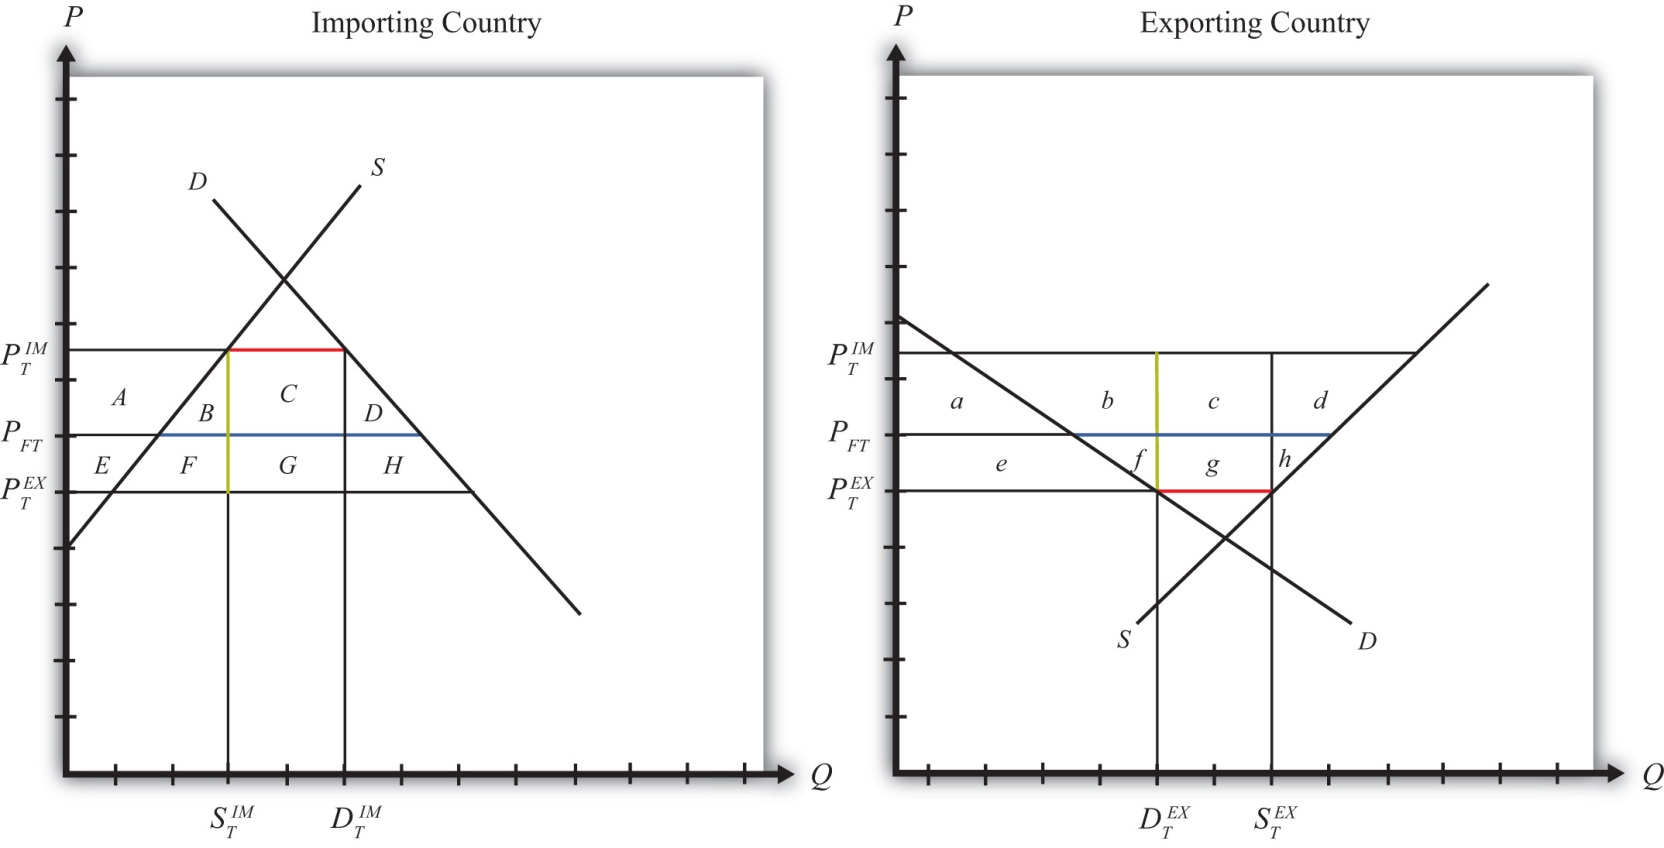 P
Importing Country
D
S
P_T^IM
A
B
C
D
P_FT
E
F
G
H
P_T^EX
Q
S_T^IM
D_T^IM
P
Exporting Country
P_T^IM
a
b
c
d
P_FT
e
f
g
h
P_T^EX
S
D
Q
D_T^EX
S_T^EX